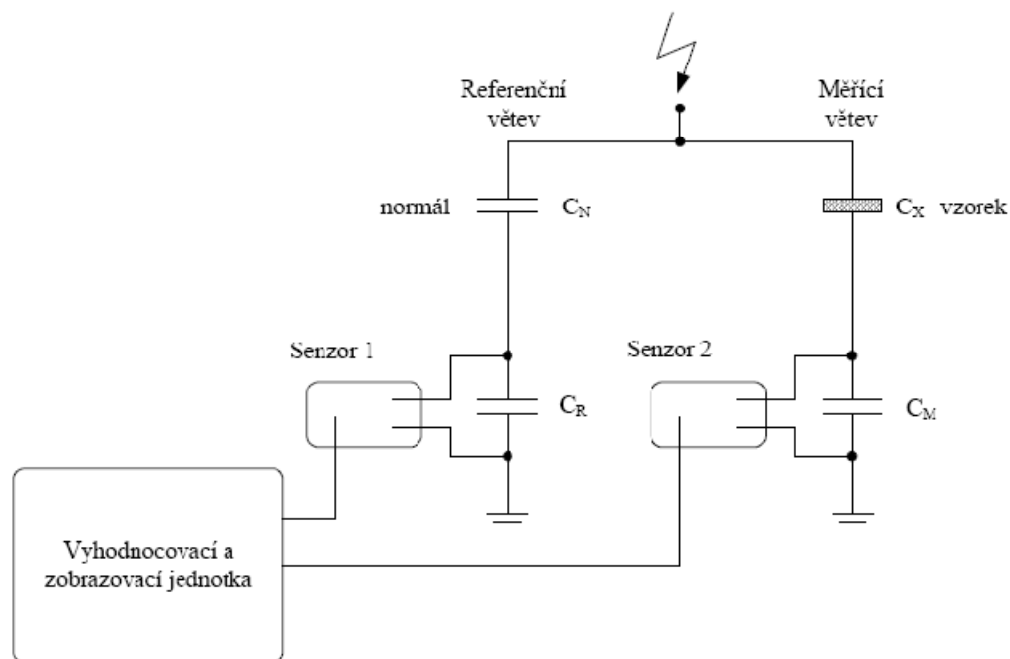 Referenční
větev
Měřící
větev
normál
C_N
C_X vzorek
Senzor 1
Senzor 2
C_R
C_M
Vyhodnocovací a
zobrazovací jednotka